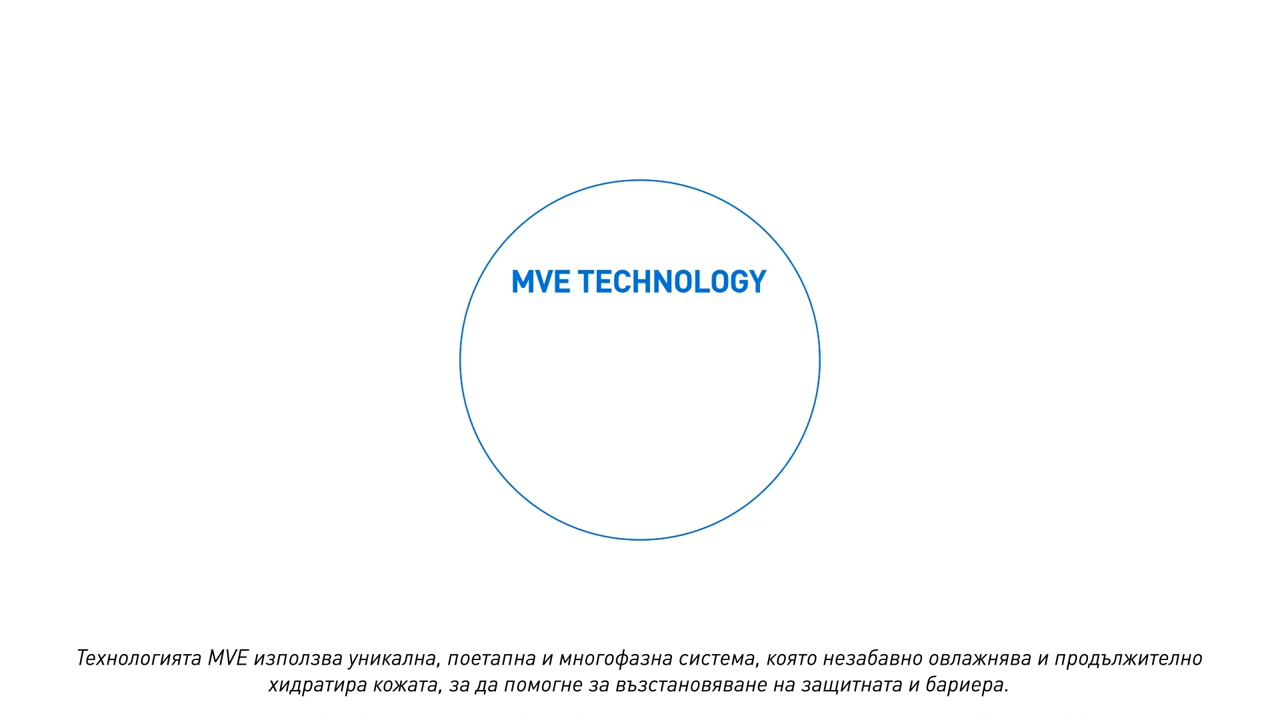 MVE TECHNOLOGY
Технологията MVE използва уникална, поетапна и многофазна система, която незабавно овлажнява и продължително
хидратира кожата, за да помогне за възстановяване на защитната и бариера.